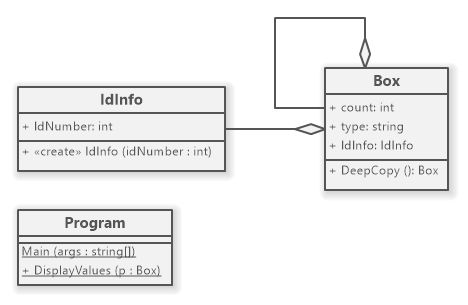 IdInfo
+ IdNumber: int
+ «create» IdInfo (idNumber : int)
Box
+ count: int
+ type: string
+ IdInfo: IdInfo
+ DeepCopy (): Box
Program
Main (args : string[])
+ DisplayValues (p : Box)